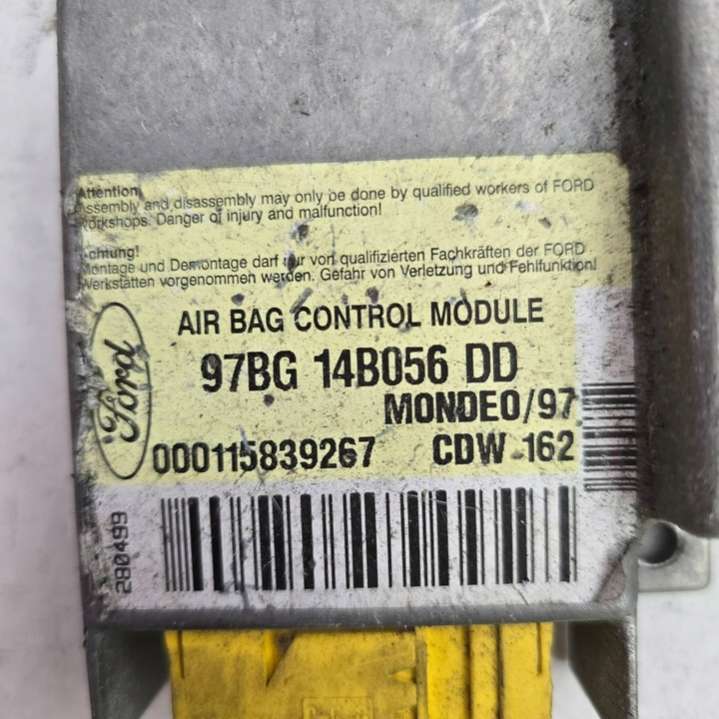 Attention!
Assembly and disassembly may only be done by qualified workers of FORD
workshops. Danger of injury and malfunction!
Achtung!
Montage und Demontage darf nur von qualifizierten Fachkräften der FORD
Werkstätten vorgenommen werden. Gefahr von Verletzung und Fehlfunktion!
AIR BAG CONTROL MODULE
97BG 14B056 DD
MONDEO/97
000115839267 CDW 162
Ford
280499